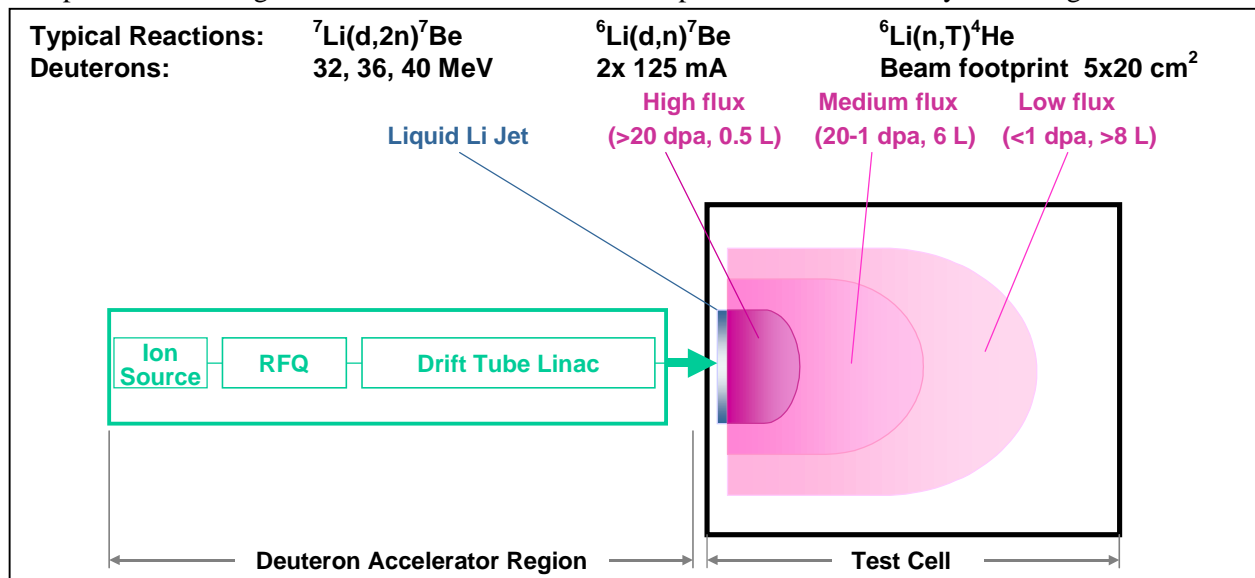 Typical Reactions: ⁷Li(d,2n)⁷Be ⁶Li(d,n)⁷Be ⁶Li(n,T)⁴He
Deuterons: 32, 36, 40 MeV 2x 125 mA Beam footprint 5x20 cm²
High flux Medium flux Low flux
Liquid Li Jet (>20 dpa, 0.5 L) (20-1 dpa, 6 L) (<1 dpa, >8 L)
Ion
Source
RFQ
Drift Tube Linac
Deuteron Accelerator Region
Test Cell